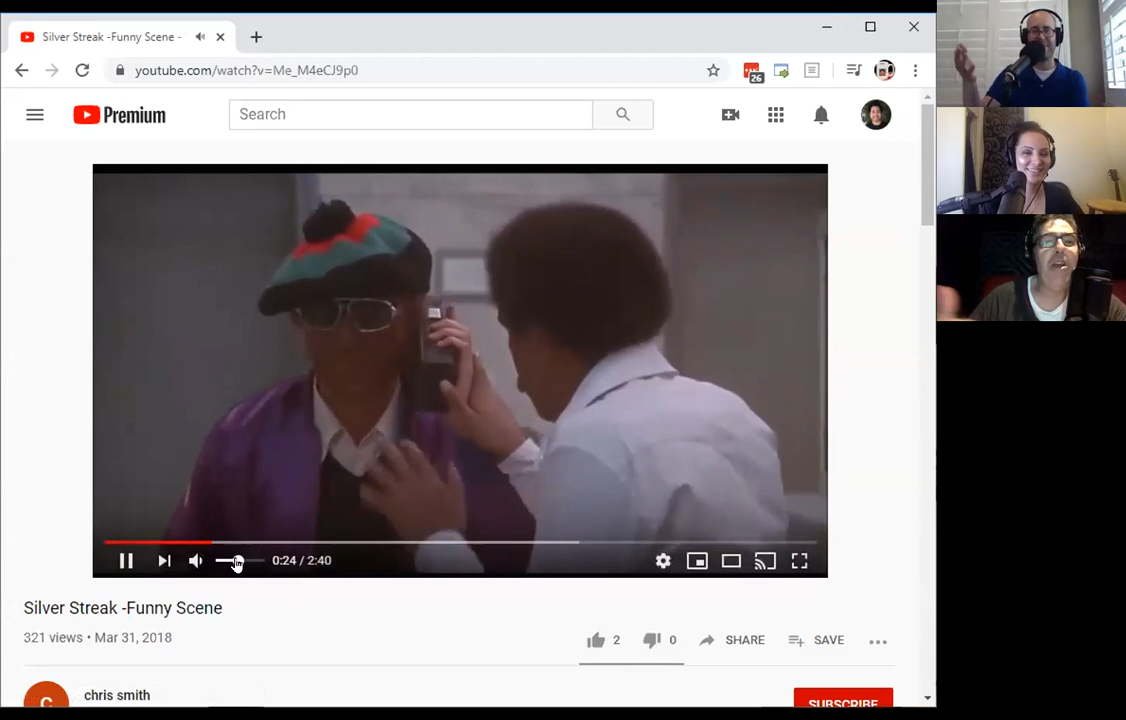 Silver Streak -Funny Scene -
youtube.com/watch?v=Me_M4eCJ9p0
26
Premium
Search
0:24 / 2:40
Silver Streak -Funny Scene
321 views • Mar 31, 2018
2
0
SHARE
SAVE
C
chris smith
SUBSCRIBE